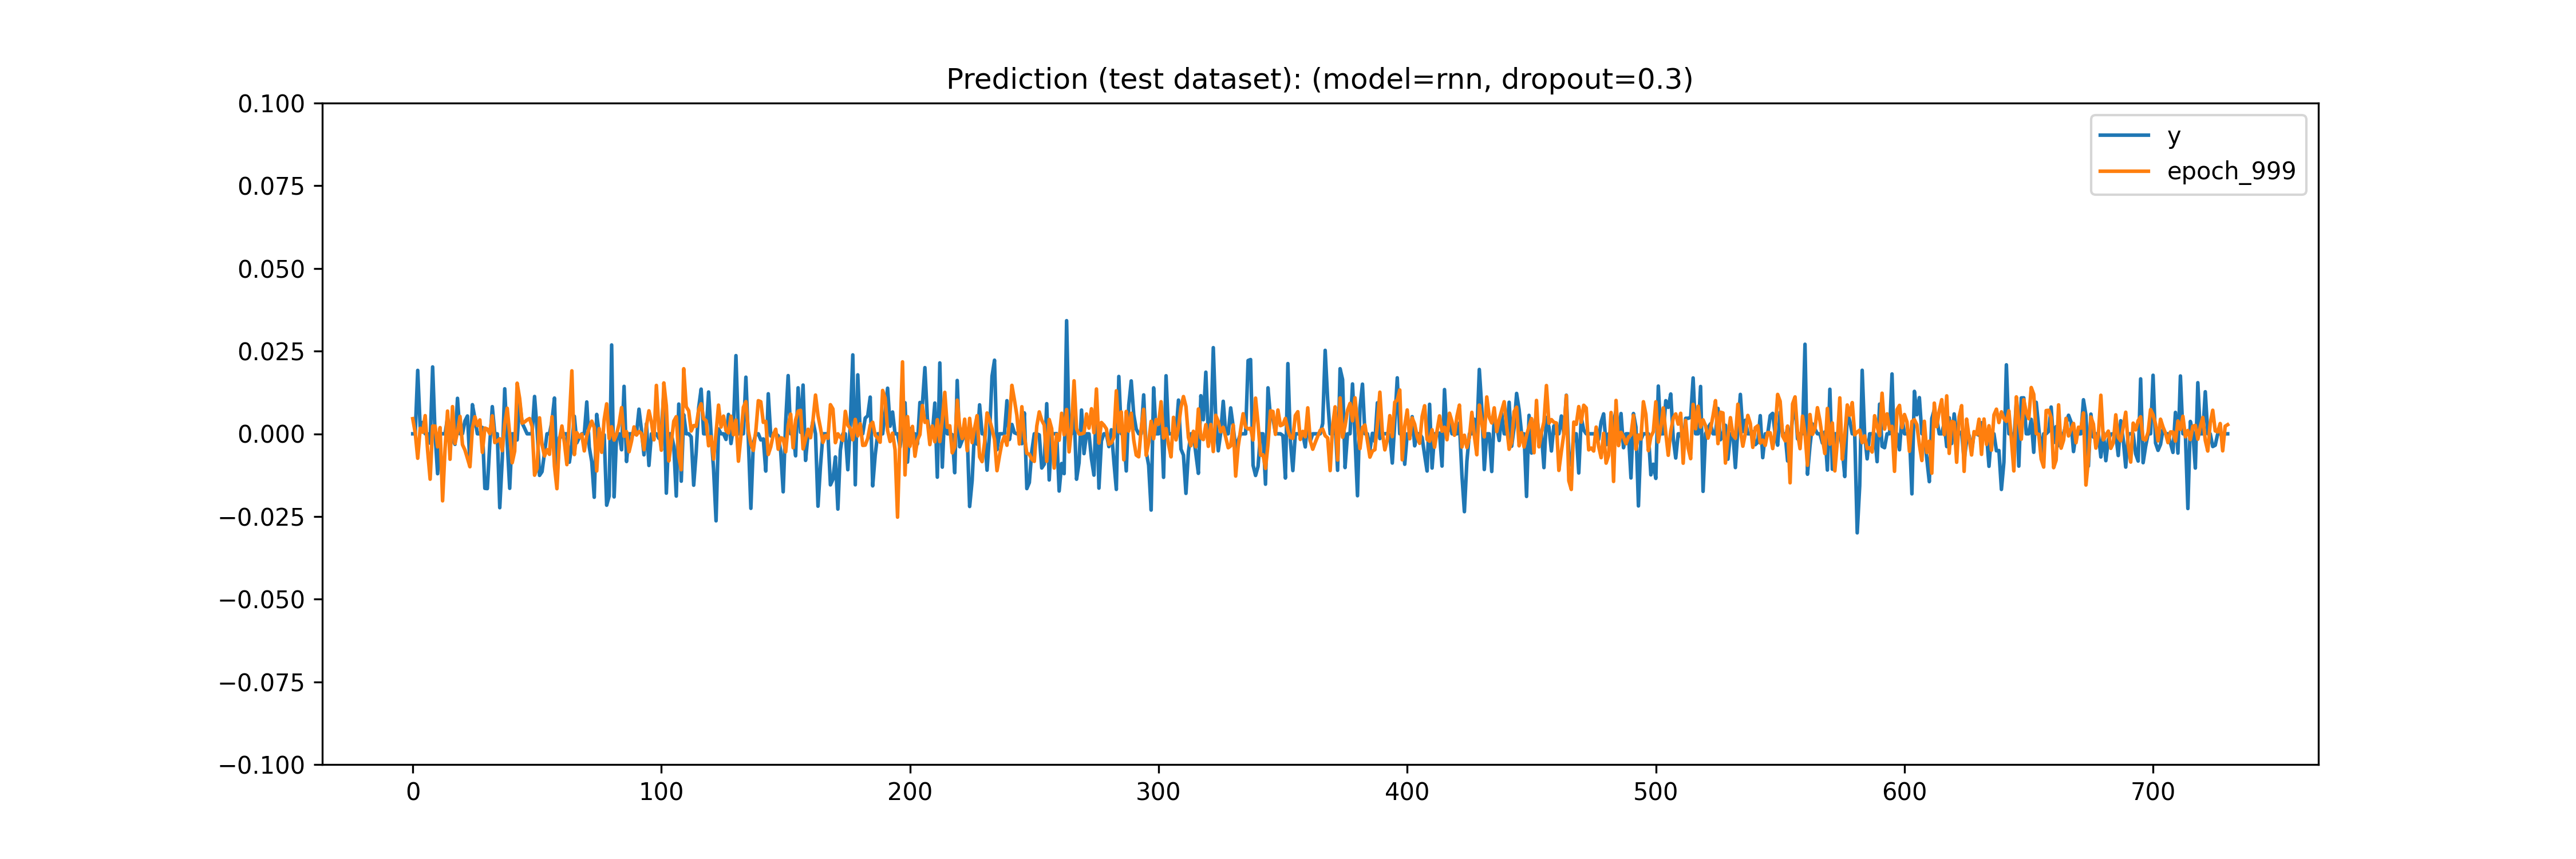 Prediction (test dataset): (model=rnn, dropout=0.3)
0.100
0.075
0.050
0.025
0.000
−0.025
−0.050
−0.075
−0.100
y
epoch_999
0 100 200 300 400 500 600 700